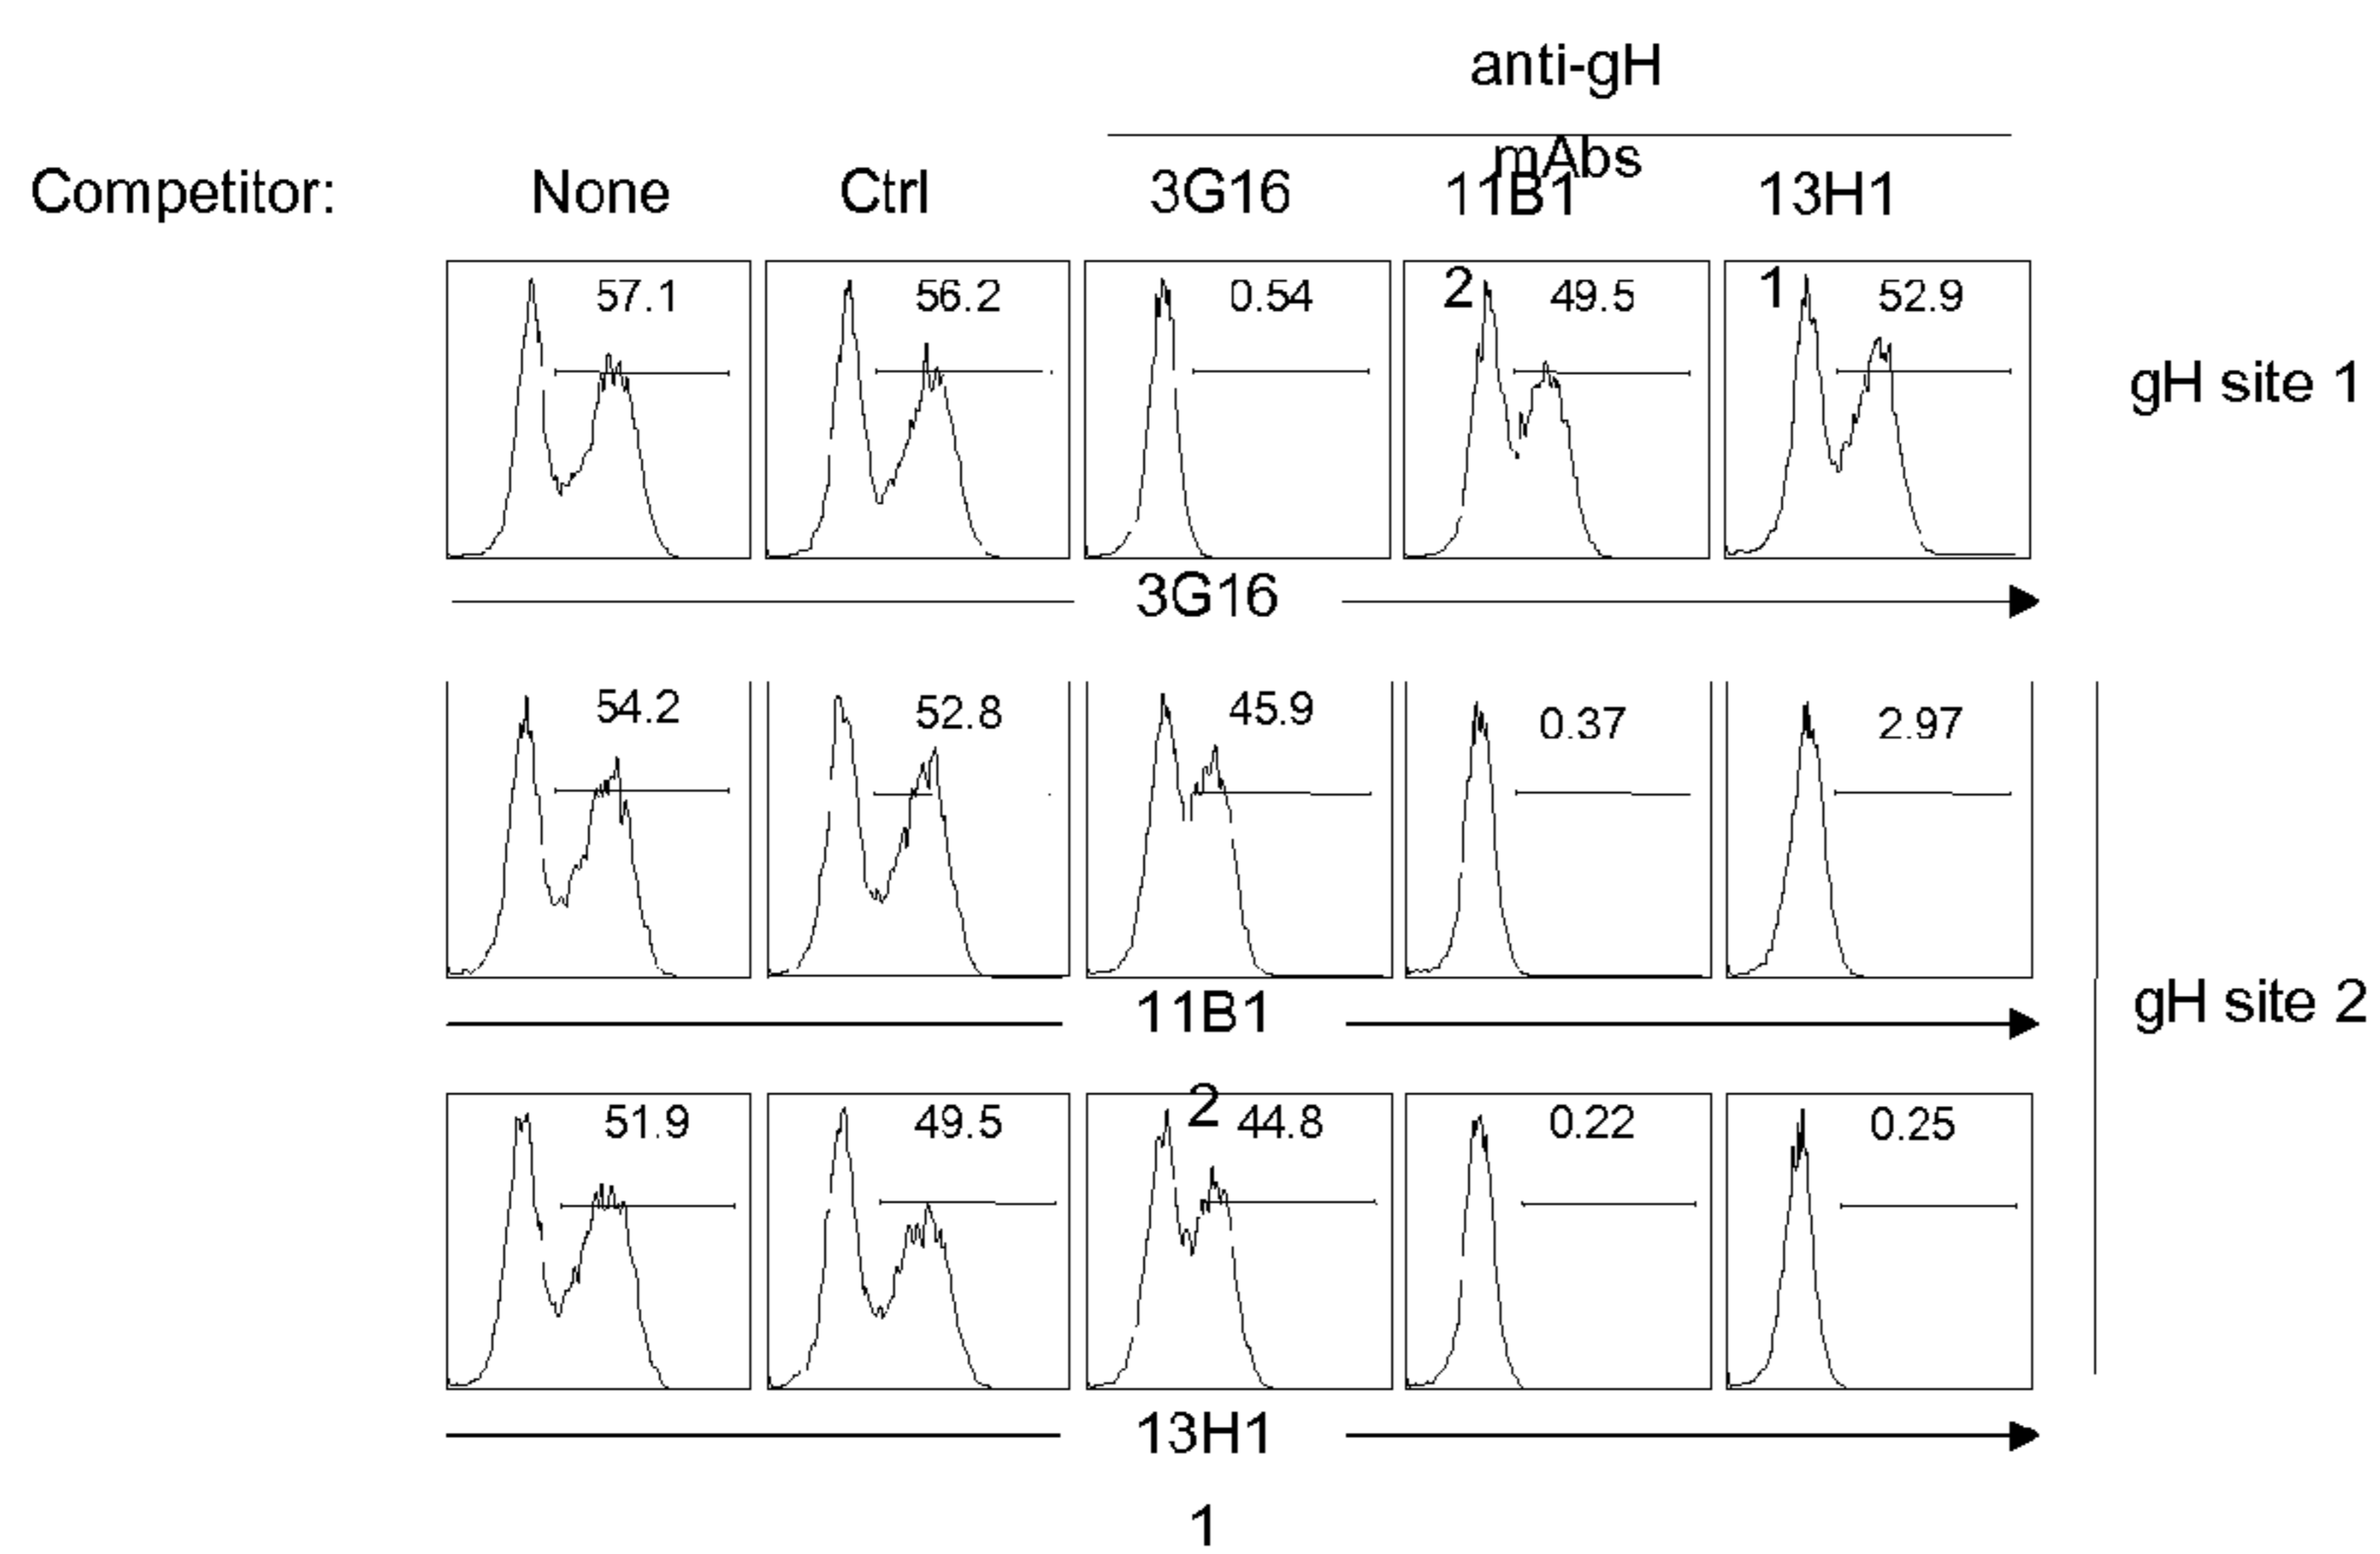 anti-gH
mAbs
Competitor: None Ctrl 3G16 11B1 13H1
2 1
57.1 56.2 0.54 49.5 52.9
gH site 1
3G16
54.2 52.8 45.9 0.37 2.97
11B1
2
gH site 2
51.9 49.5 44.8 0.22 0.25
13H1
1